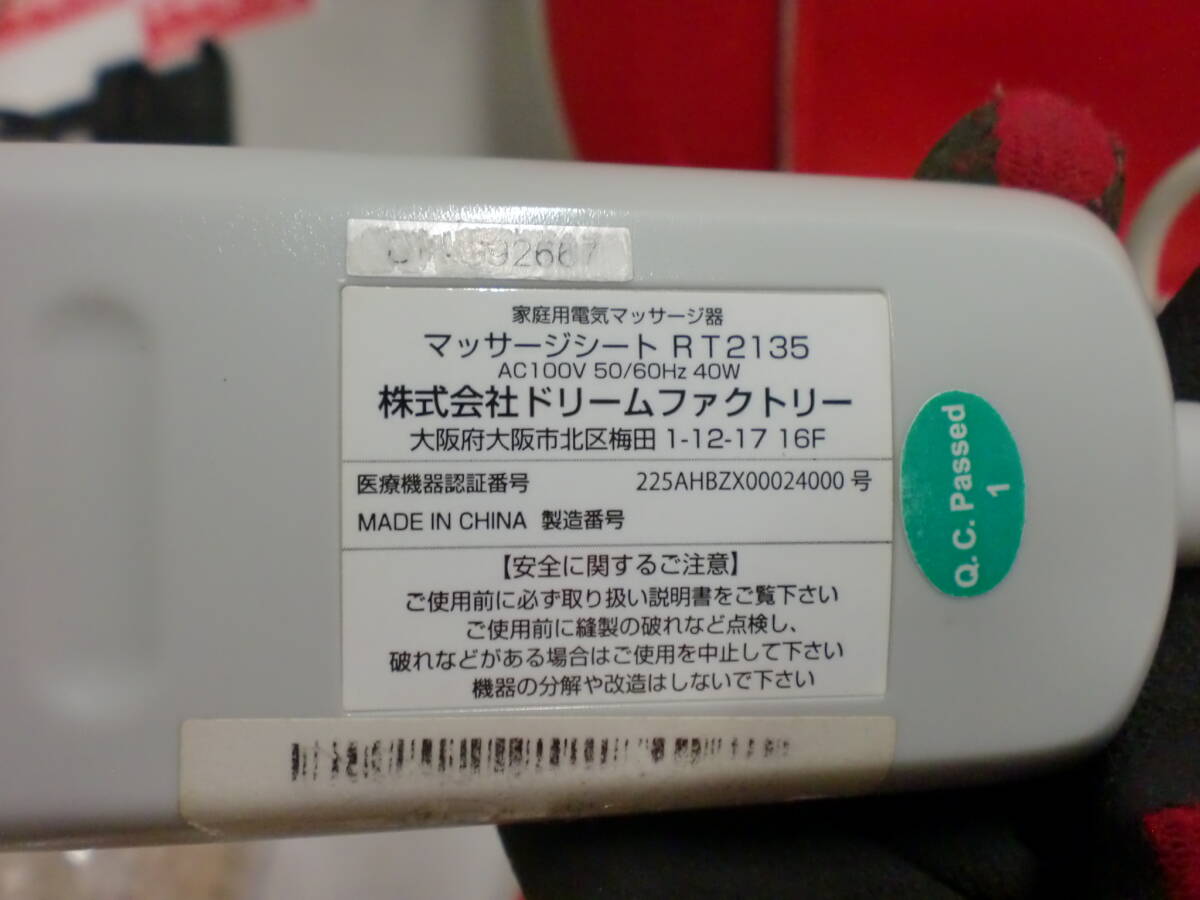 家庭用電気マッサージ器
マッサージシート RT2135
AC100V 50/60Hz 40W
株式会社ドリームファクトリー
大阪府大阪市北区梅田 1-12-17 16F
医療機器認証番号 225AHBZX00024000 号
MADE IN CHINA 製造番号
【安全に関するご注意】
ご使用前に必ず取り扱い説明書をご覧下さい
ご使用前に縫製の破れなど点検し、
破れなどがある場合はご使用を中止して下さい
機器の分解や改造はしないで下さい
Q. C. Passed
1